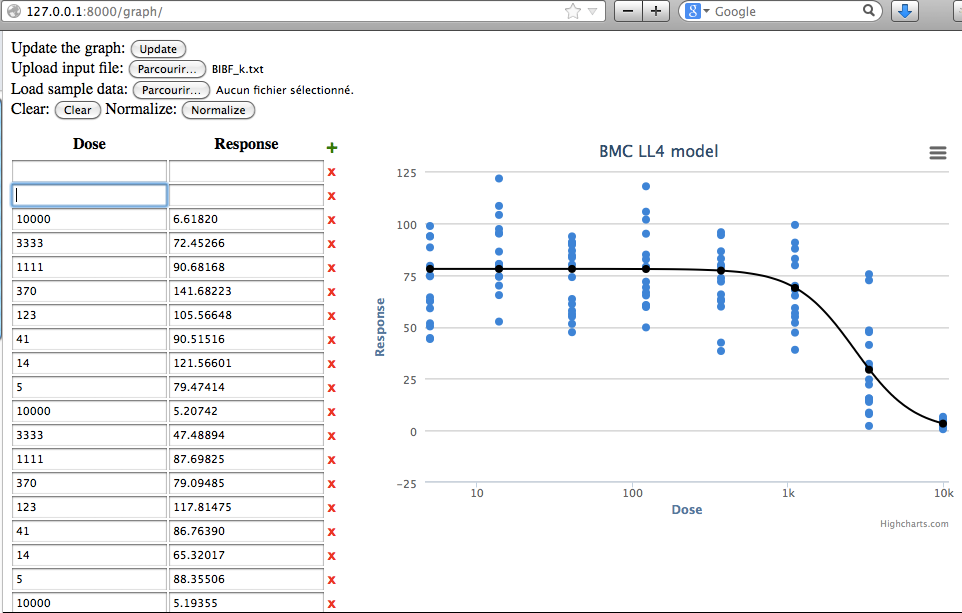 127.0.0.1:8000/graph/
Google
Update the graph: Update
Upload input file: Parcourir... BIBF_k.txt
Load sample data: Parcourir... Aucun fichier sélectionné.
Clear: Clear Normalize: Normalize
Dose Response +
x
x
10000 6.61820 x
3333 72.45266 x
1111 90.68168 x
370 141.68223 x
123 105.56648 x
41 90.51516 x
14 121.56601 x
5 79.47414 x
10000 5.20742 x
3333 47.48894 x
1111 87.69825 x
370 79.09485 x
123 117.81475 x
41 86.76390 x
14 65.32017 x
5 88.35506 x
10000 5.19355 x
BMC LL4 model
Response
125
100
75
50
25
0
-25
10 100 1k 10k
Dose
Highcharts.com